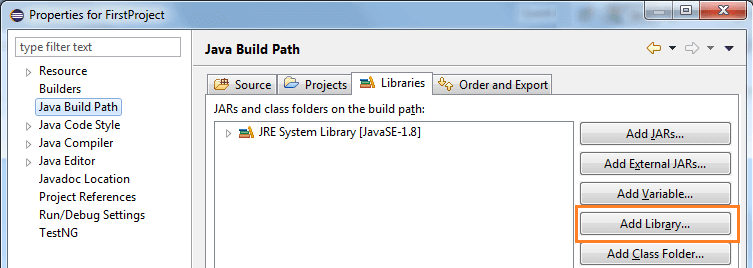 Properties for FirstProject
type filter text
Resource
Builders
Java Build Path
Java Code Style
Java Compiler
Java Editor
Javadoc Location
Project References
Run/Debug Settings
TestNG
Java Build Path
Source Projects Libraries Order and Export
JARs and class folders on the build path:
JRE System Library [JavaSE-1.8]
Add JARs...
Add External JARs...
Add Variable...
Add Library...
Add Class Folder...